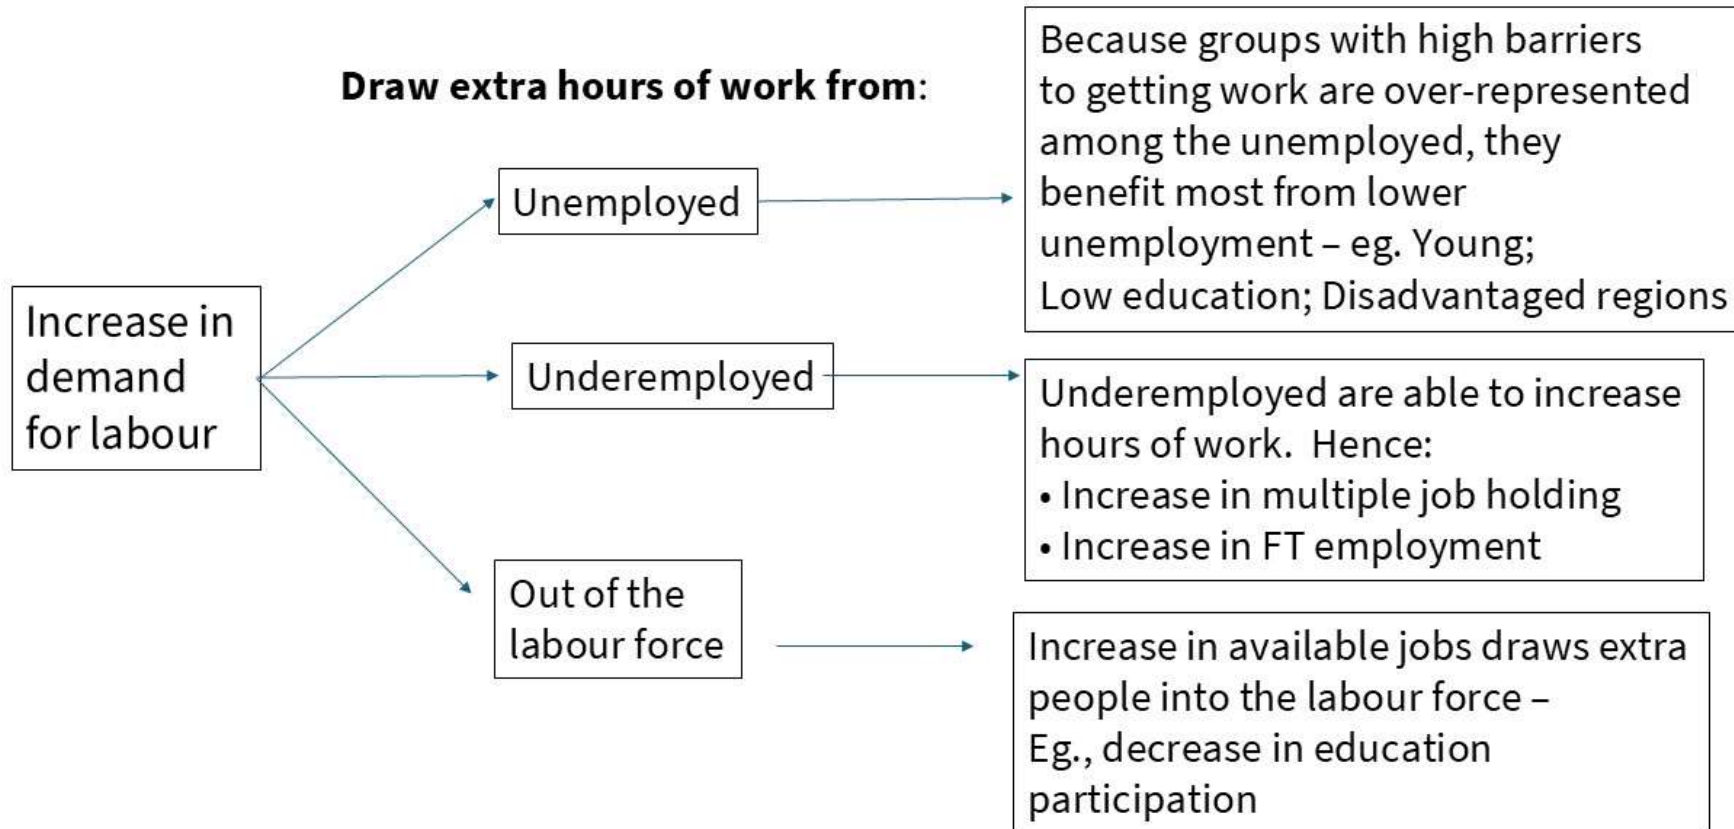 Draw extra hours of work from:
Increase in
demand
for labour
Unemployed
Because groups with high barriers
to getting work are over-represented
among the unemployed, they
benefit most from lower
unemployment – eg. Young;
Low education; Disadvantaged regions
Underemployed
Underemployed are able to increase
hours of work.  Hence:
• Increase in multiple job holding
• Increase in FT employment
Out of the
labour force
Increase in available jobs draws extra
people into the labour force –
Eg., decrease in education
participation